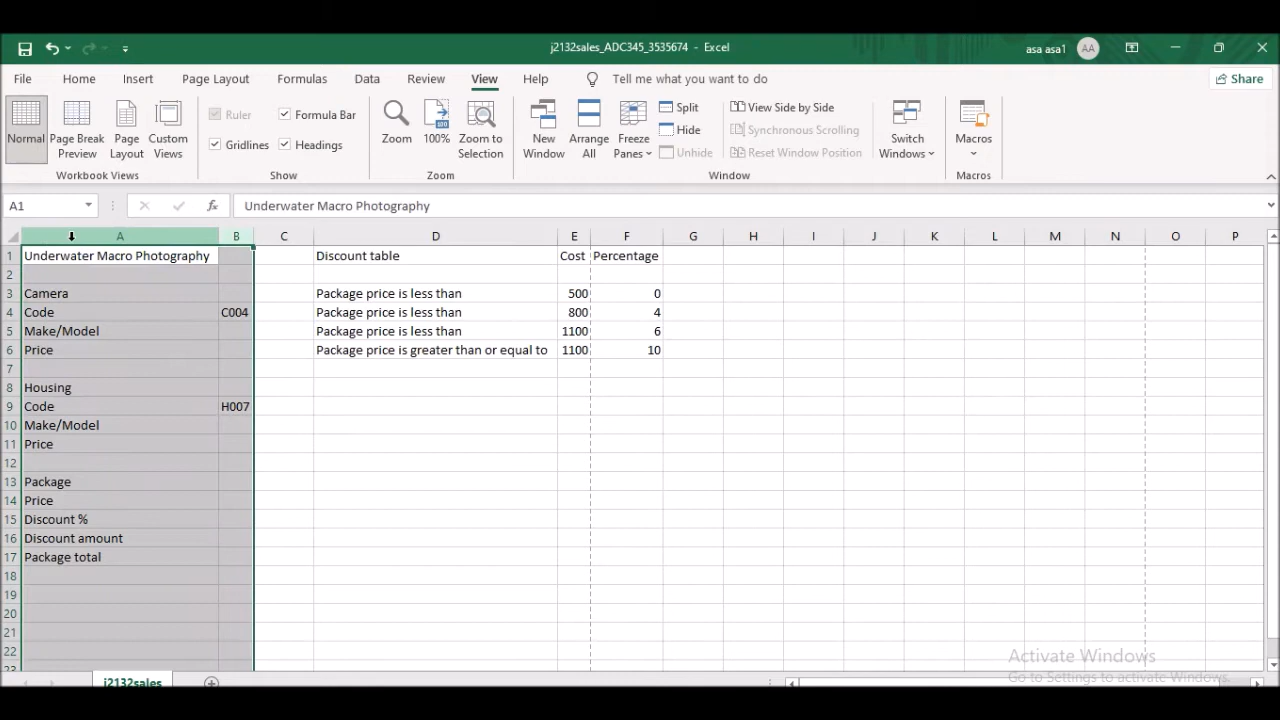 j2132sales_ADC345_3535674 - Excel
asa asa1 AA
File Home Insert Page Layout Formulas Data Review View Help Tell me what you want to do Share
Normal Page Break Preview Page Layout Custom Views
Workbook Views
Ruler Formula Bar
Gridlines Headings
Show
Zoom 100% Zoom to Selection
Zoom
New Window Arrange All Freeze Panes
Split View Side by Side
Hide Synchronous Scrolling
Unhide Reset Window Position
Window
Switch Windows
Macros
Macros
A1 fx Underwater Macro Photography
A B C D E F G H I J K L M N O P
1 Underwater Macro Photography Discount table Cost Percentage
2
3 Camera Package price is less than 500 0
4 Code C004 Package price is less than 800 4
5 Make/Model Package price is less than 1100 6
6 Price Package price is greater than or equal to 1100 10
7
8 Housing
9 Code H007
10 Make/Model
11 Price
12
13 Package
14 Price
15 Discount %
16 Discount amount
17 Package total
18
19
20
21
22
23
Activate Windows
Go to Settings to activate Windows.
j2132sales